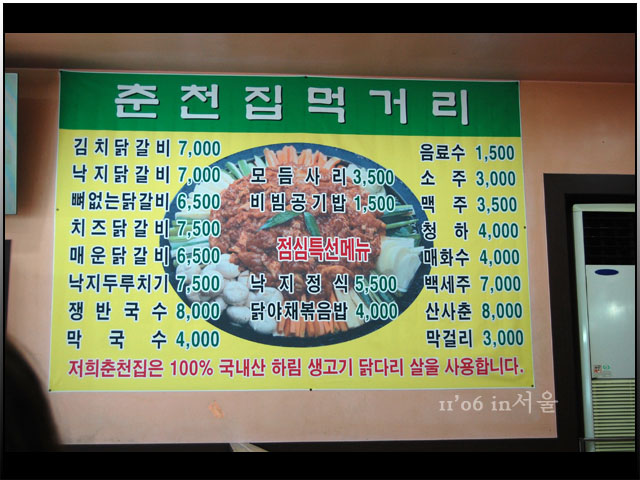 춘천집먹거리
김치닭갈비 7,000
낙지닭갈비 7,000
뼈없는닭갈비 6,500
치즈닭갈비 7,500
매운닭갈비 6,500
낙지두루치기 7,500
쟁반국수 8,000
막국수 4,000
모듬사리 3,500
비빔공기밥 1,500
점심특선메뉴
낙지정식 5,500
닭야채볶음밥 4,000
음료수 1,500
소주 3,000
맥주 3,500
청하 4,000
매화수 4,000
백세주 7,000
산사춘 8,000
막걸리 3,000
저희춘천집은 100% 국내산 하림 생고기 닭다리 살을 사용합니다.
11'06 in서울